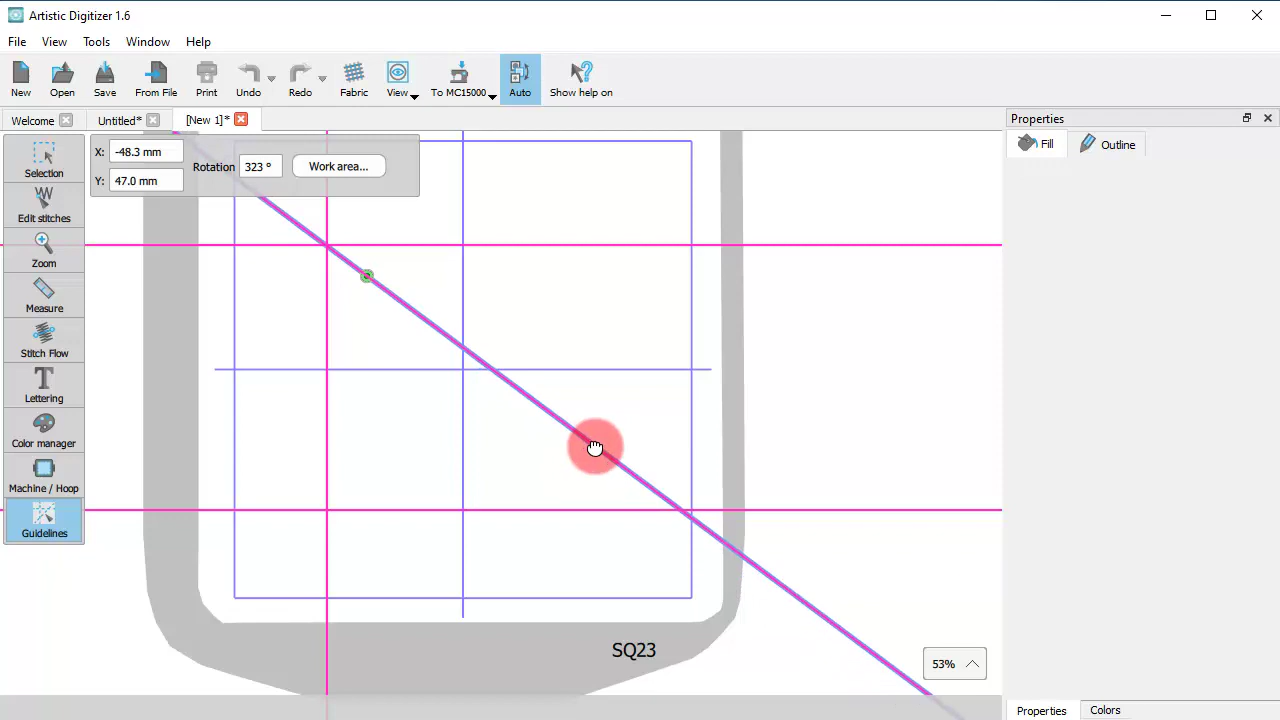 Artistic Digitizer 1.6
File View Tools Window Help
New Open Save From File Print Undo Redo Fabric View To MC15000 Auto Show help on
Welcome Untitled* [New 1]* Properties
Selection
Edit stitches
Zoom
Measure
Stitch Flow
Lettering
Color manager
Machine / Hoop
Guidelines
X: -48.3 mm
Y: 47.0 mm
Rotation 323 ° Work area...
Fill Outline
SQ23
53%
Properties Colors